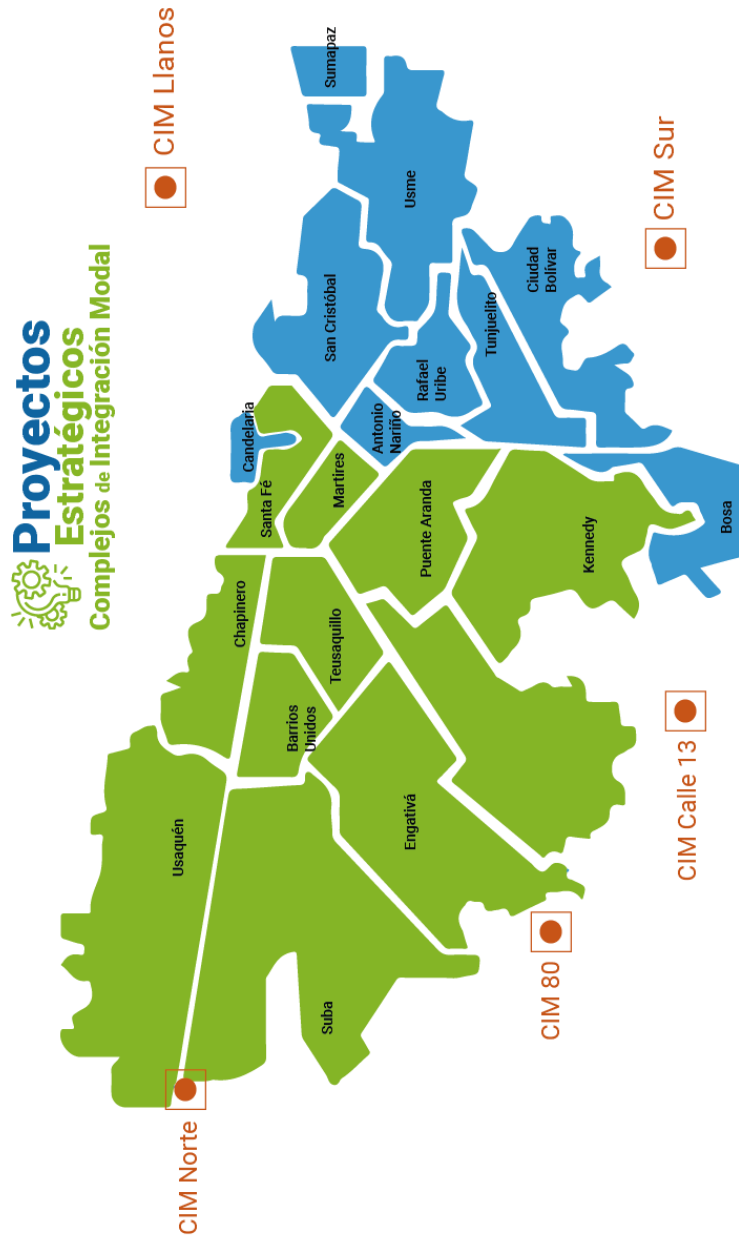 Proyectos
Estratégicos
Complejos de Integración Modal
CIM Llanos
CIM Sur
CIM Norte
CIM 80
CIM Calle 13
Sumapaz
Usme
San Cristóbal
Ciudad
Bolívar
Tunjuelito
Rafael
Uribe
Antonio
Nariño
Candelaria
Santa Fé
Martires
Puente Aranda
Kennedy
Bosa
Chapinero
Teusaquillo
Barrios
Unidos
Engativá
Usaquén
Suba